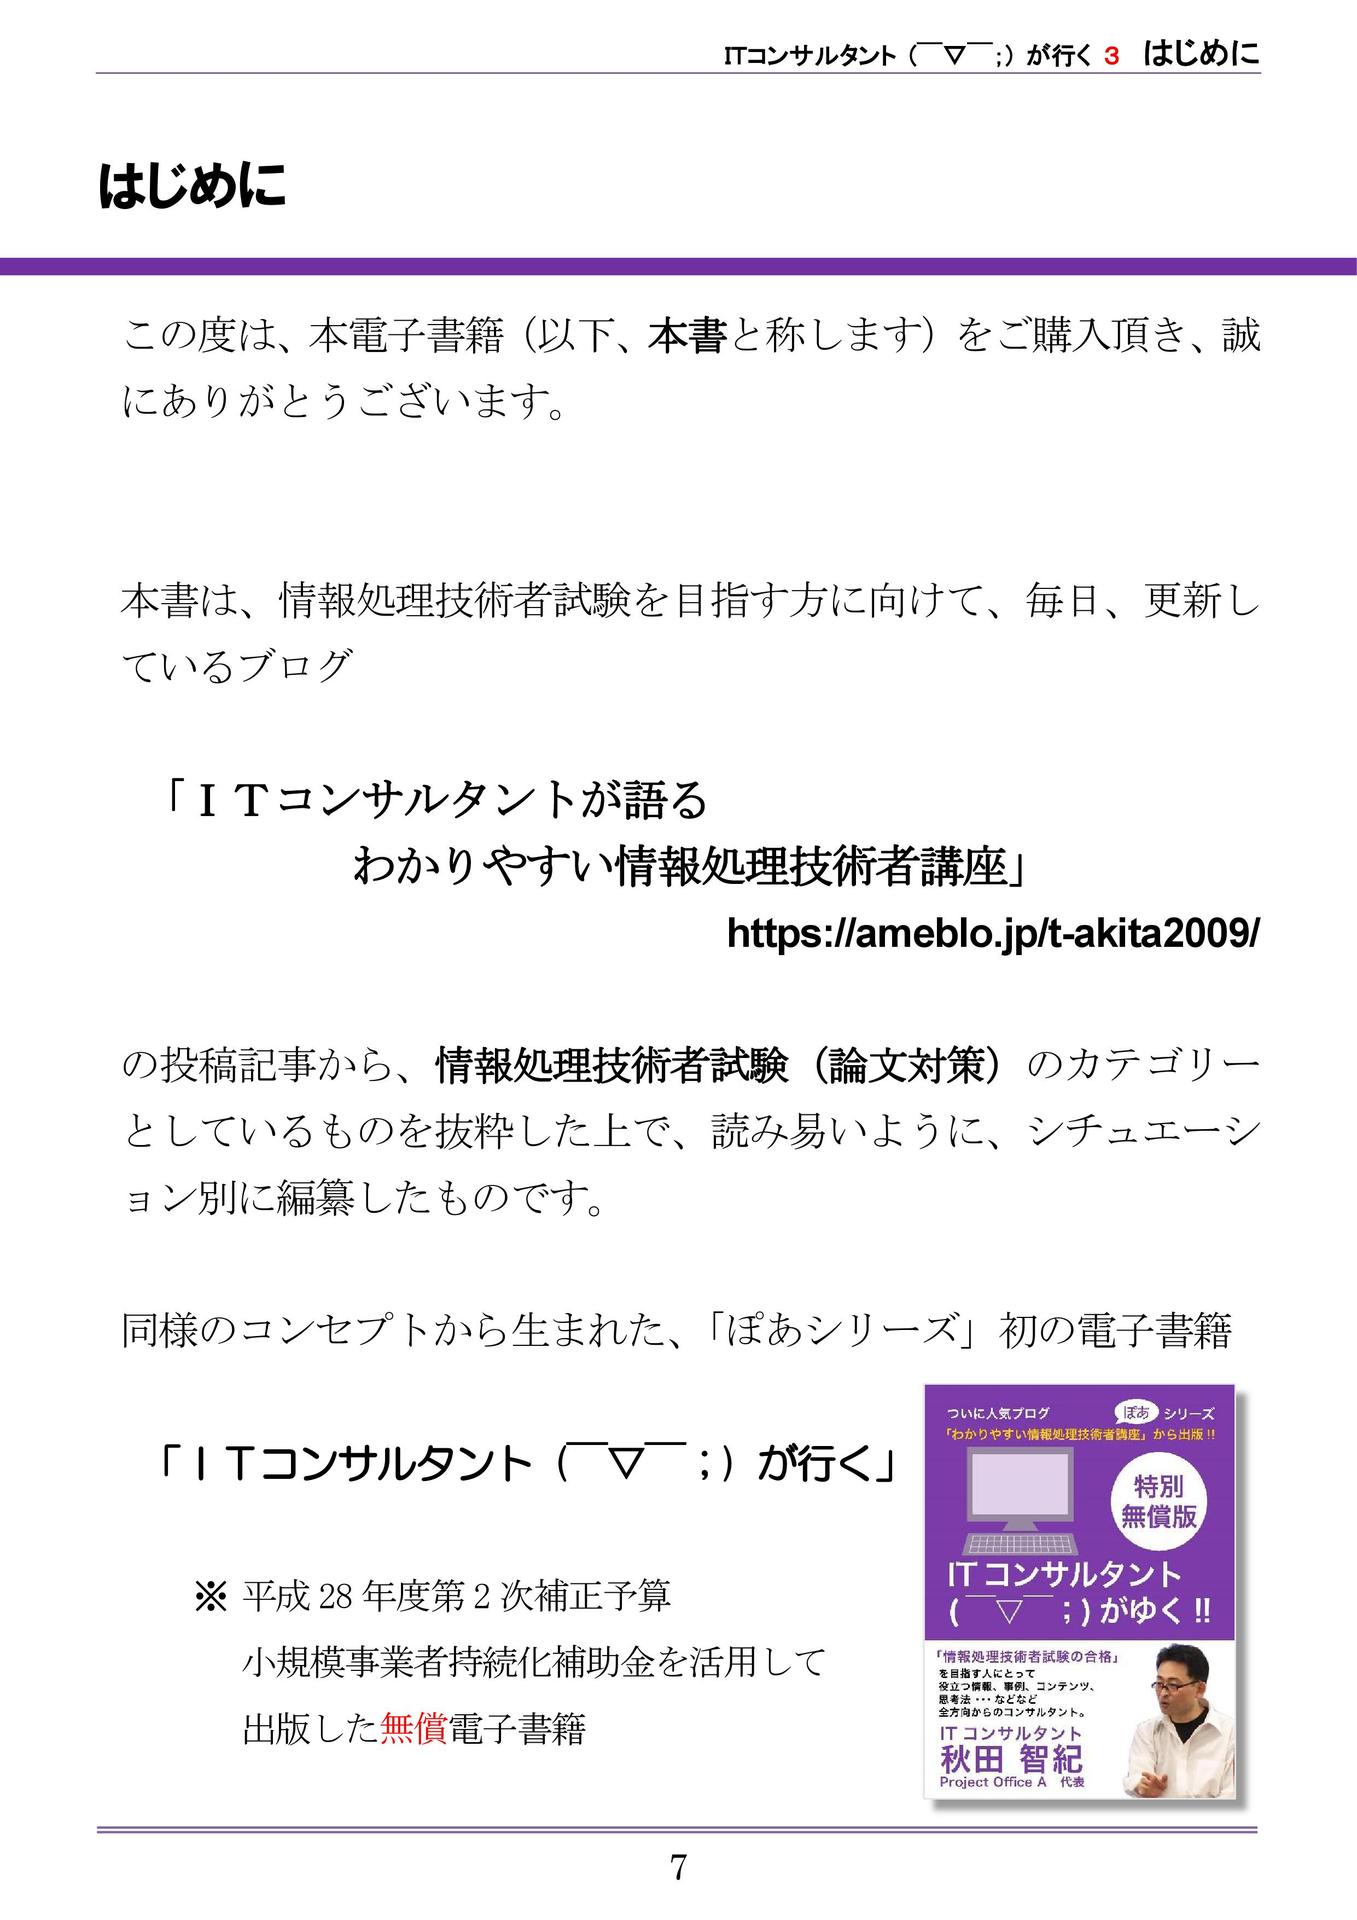 ITコンサルタント（￣▽￣；）が行く 3　はじめに
はじめに
この度は、本電子書籍（以下、本書と称します）をご購入頂き、誠
にありがとうございます。
本書は、情報処理技術者試験を目指す方に向けて、毎日、更新し
ているブログ
「ＩＴコンサルタントが語る
わかりやすい情報処理技術者講座」
https://ameblo.jp/t-akita2009/
の投稿記事から、情報処理技術者試験（論文対策）のカテゴリー
としているものを抜粋した上で、読み易いように、シチュエーシ
ョン別に編纂したものです。
同様のコンセプトから生まれた、「ぽあシリーズ」初の電子書籍
「ＩＴコンサルタント（￣▽￣；）が行く」
※ 平成 28 年度第 2 次補正予算
小規模事業者持続化補助金を活用して
出版した無償電子書籍
ついに人気ブログ ぽあ シリーズ
「わかりやすい情報処理技術者講座」から出版 !!
特別
無償版
IT コンサルタント
(￣▽￣；) がゆく !!
「情報処理技術者試験の合格」
を目指す人にとって
役立つ情報、事例、コンテンツ、
思考法 ･･･ などなど
全方向からのコンサルタント。
IT コンサルタント
秋田 智紀
Project Office A 代表
7